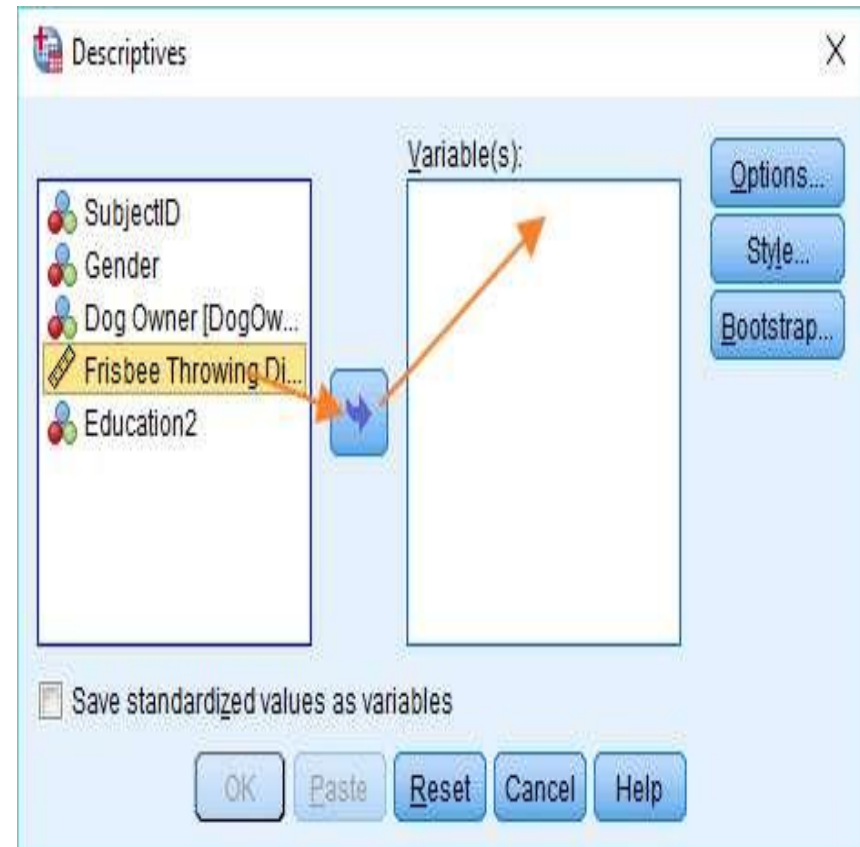 Descriptives
Variable(s):
SubjectID
Gender
Dog Owner [DogOw...
Frisbee Throwing Di...
Education2
Options...
Style...
Bootstrap...
Save standardized values as variables
OK Paste Reset Cancel Help